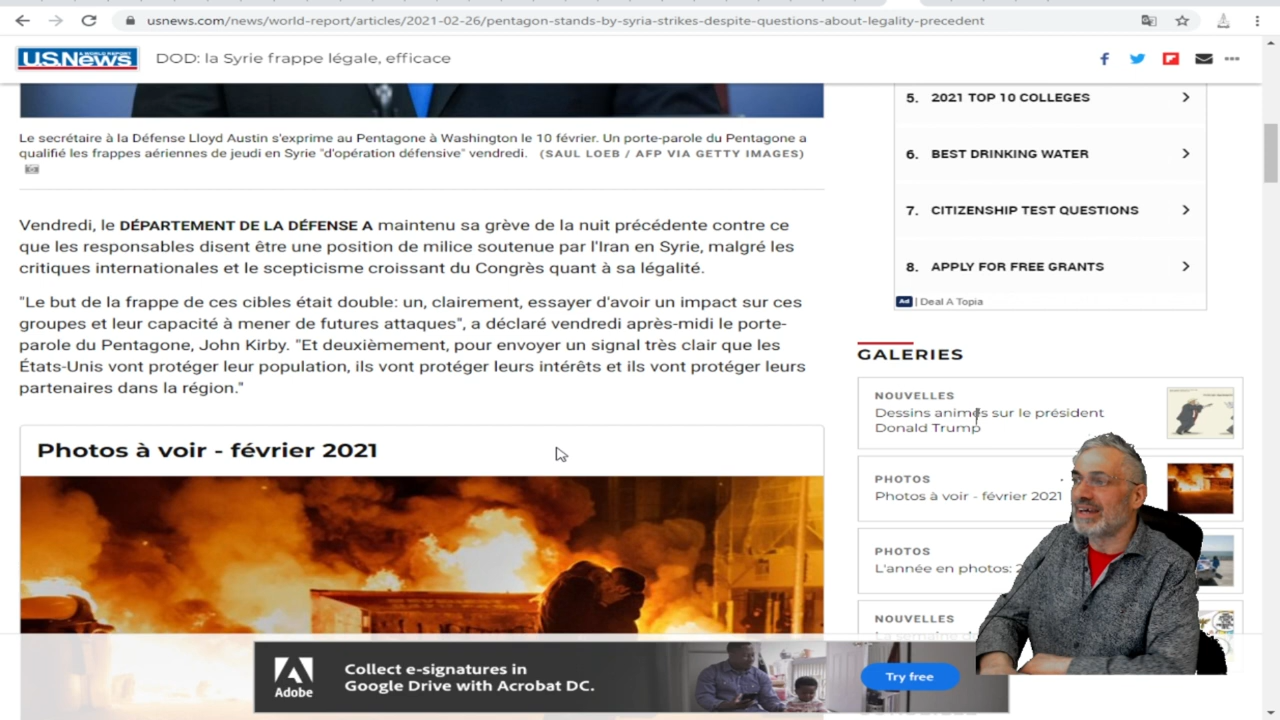 usnews.com/news/world-report/articles/2021-02-26/pentagon-stands-by-syria-strikes-despite-questions-about-legality-precedent
U.S.News
DOD: la Syrie frappe légale, efficace
Le secrétaire à la Défense Lloyd Austin s'exprime au Pentagone à Washington le 10 février. Un porte-parole du Pentagone a
qualifié les frappes aériennes de jeudi en Syrie "d'opération défensive" vendredi. (SAUL LOEB / AFP VIA GETTY IMAGES)
Vendredi, le DÉPARTEMENT DE LA DÉFENSE A maintenu sa grève de la nuit précédente contre ce
que les responsables disent être une position de milice soutenue par l'Iran en Syrie, malgré les
critiques internationales et le scepticisme croissant du Congrès quant à sa légalité.
"Le but de la frappe de ces cibles était double: un, clairement, essayer d'avoir un impact sur ces
groupes et leur capacité à mener de futures attaques", a déclaré vendredi après-midi le porte-
parole du Pentagone, John Kirby. "Et deuxièmement, pour envoyer un signal très clair que les
États-Unis vont protéger leur population, ils vont protéger leurs intérêts et ils vont protéger leurs
partenaires dans la région."
Photos à voir - février 2021
5. 2021 TOP 10 COLLEGES
6. BEST DRINKING WATER
7. CITIZENSHIP TEST QUESTIONS
8. APPLY FOR FREE GRANTS
Ad | Deal A Topia
GALERIES
NOUVELLES
Dessins animés sur le président
Donald Trump
PHOTOS
Photos à voir - février 2021
PHOTOS
L'année en photos:
NOUVELLES
Adobe
Collect e-signatures in
Google Drive with Acrobat DC.
Try free